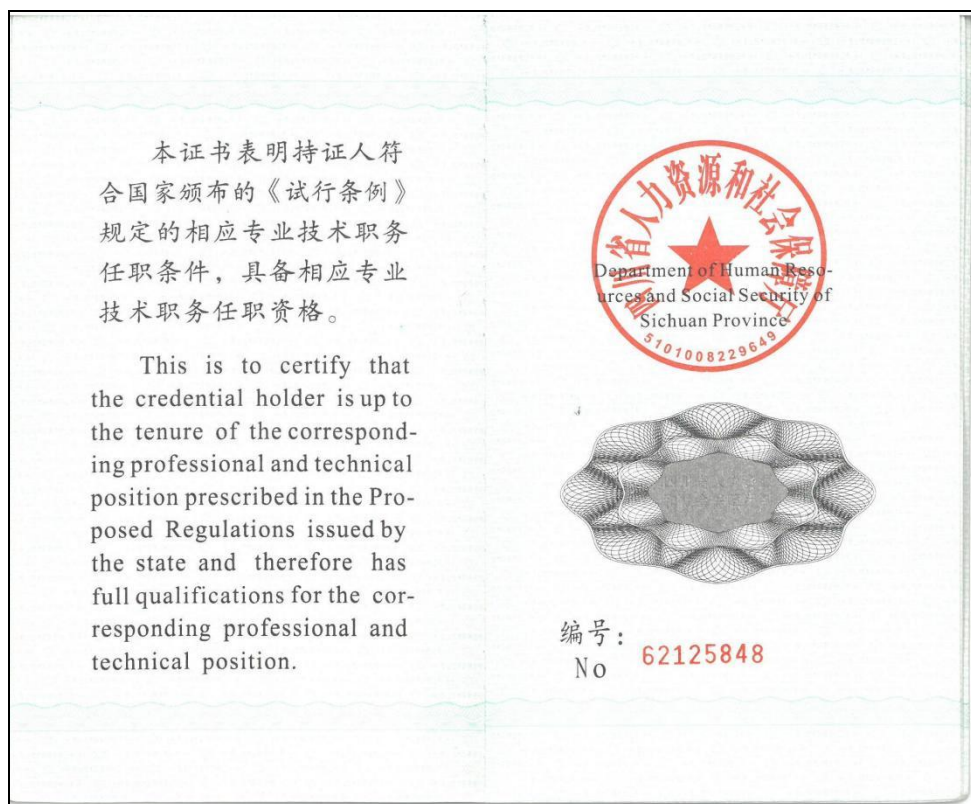 本证书表明持证人符
合国家颁布的《试行条例》
规定的相应专业技术职务
任职条件，具备相应专业
技术职务任职资格。
This is to certify that
the credential holder is up to
the tenure of the correspond-
ing professional and technical
position prescribed in the Pro-
posed Regulations issued by
the state and therefore has
full qualifications for the cor-
responding professional and
technical position.
四川省人力资源和社会保障厅
Department of Human Reso-
urces and Social Security of
Sichuan Province
5101008229649
编号：
No
62125848